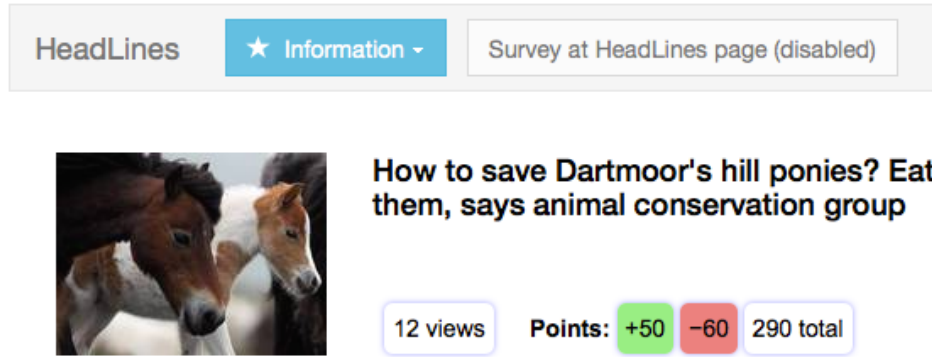 HeadLines
★ Information
Survey at HeadLines page (disabled)
How to save Dartmoor's hill ponies? Eat
them, says animal conservation group
12 views
Points: +50 −60 290 total